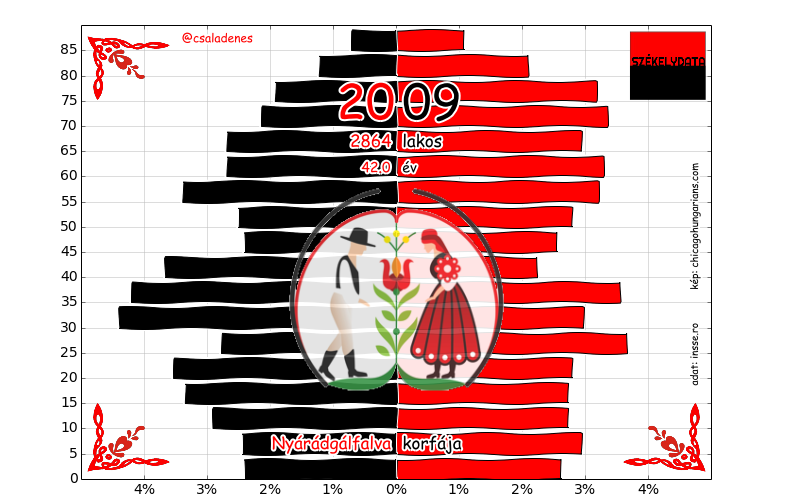 @csaladenes
SZÉKELYDATA
2009
2864 lakos
42,0 év
kép: chicagohungarians.com
adat: insse.ro
Nyárádgálfalva korfája
85
80
75
70
65
60
55
50
45
40
35
30
25
20
15
10
5
0
4% 3% 2% 1% 0% 1% 2% 3% 4%